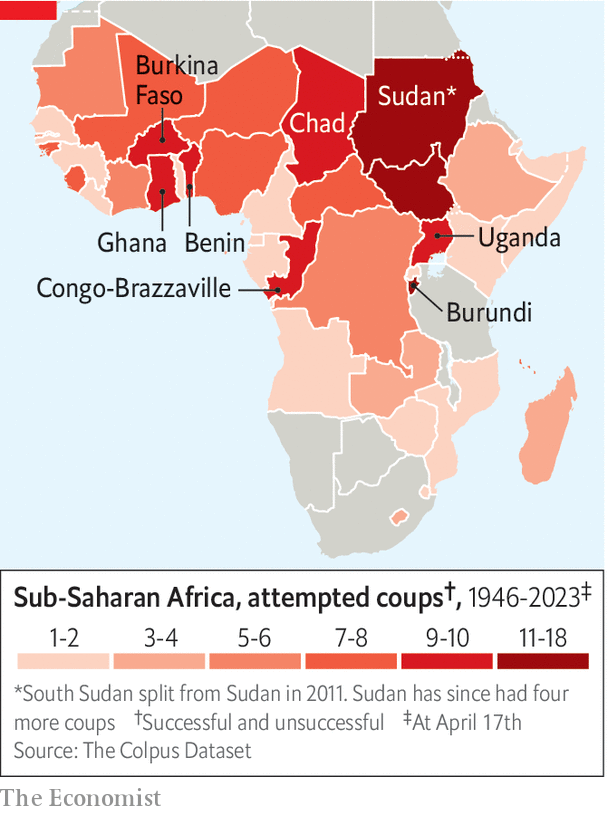 Burkina
Faso
Chad
Sudan*
Ghana
Benin
Uganda
Congo-Brazzaville
Burundi
Sub-Saharan Africa, attempted coups†, 1946-2023‡
1-2 3-4 5-6 7-8 9-10 11-18
*South Sudan split from Sudan in 2011. Sudan has since had four
more coups †Successful and unsuccessful ‡At April 17th
Source: The Colpus Dataset
The Economist